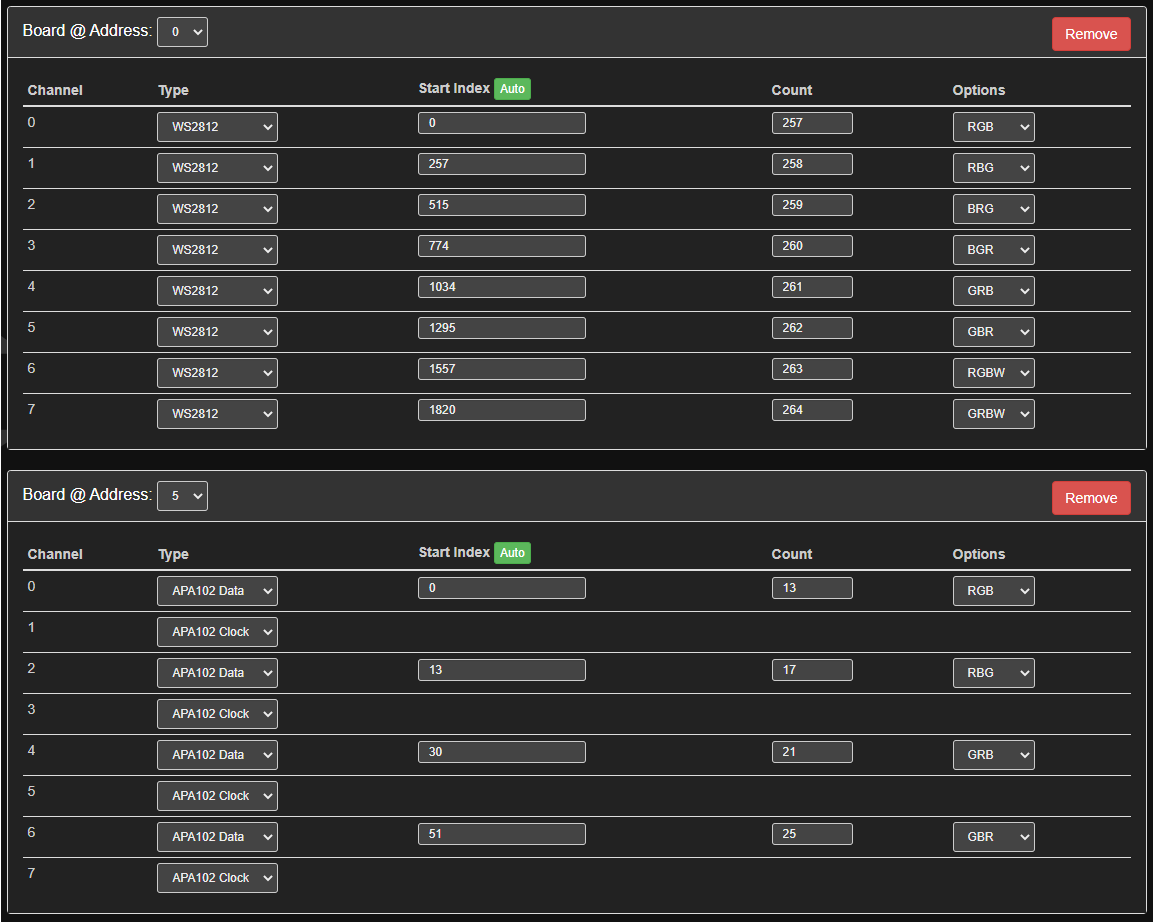 Board @ Address: 0 Remove
Channel Type Start Index Auto Count Options
0 WS2812 0 257 RGB
1 WS2812 257 258 RBG
2 WS2812 515 259 BRG
3 WS2812 774 260 BGR
4 WS2812 1034 261 GRB
5 WS2812 1295 262 GBR
6 WS2812 1557 263 RGBW
7 WS2812 1820 264 GRBW
Board @ Address: 5 Remove
Channel Type Start Index Auto Count Options
0 APA102 Data 0 13 RGB
1 APA102 Clock
2 APA102 Data 13 17 RBG
3 APA102 Clock
4 APA102 Data 30 21 GRB
5 APA102 Clock
6 APA102 Data 51 25 GBR
7 APA102 Clock